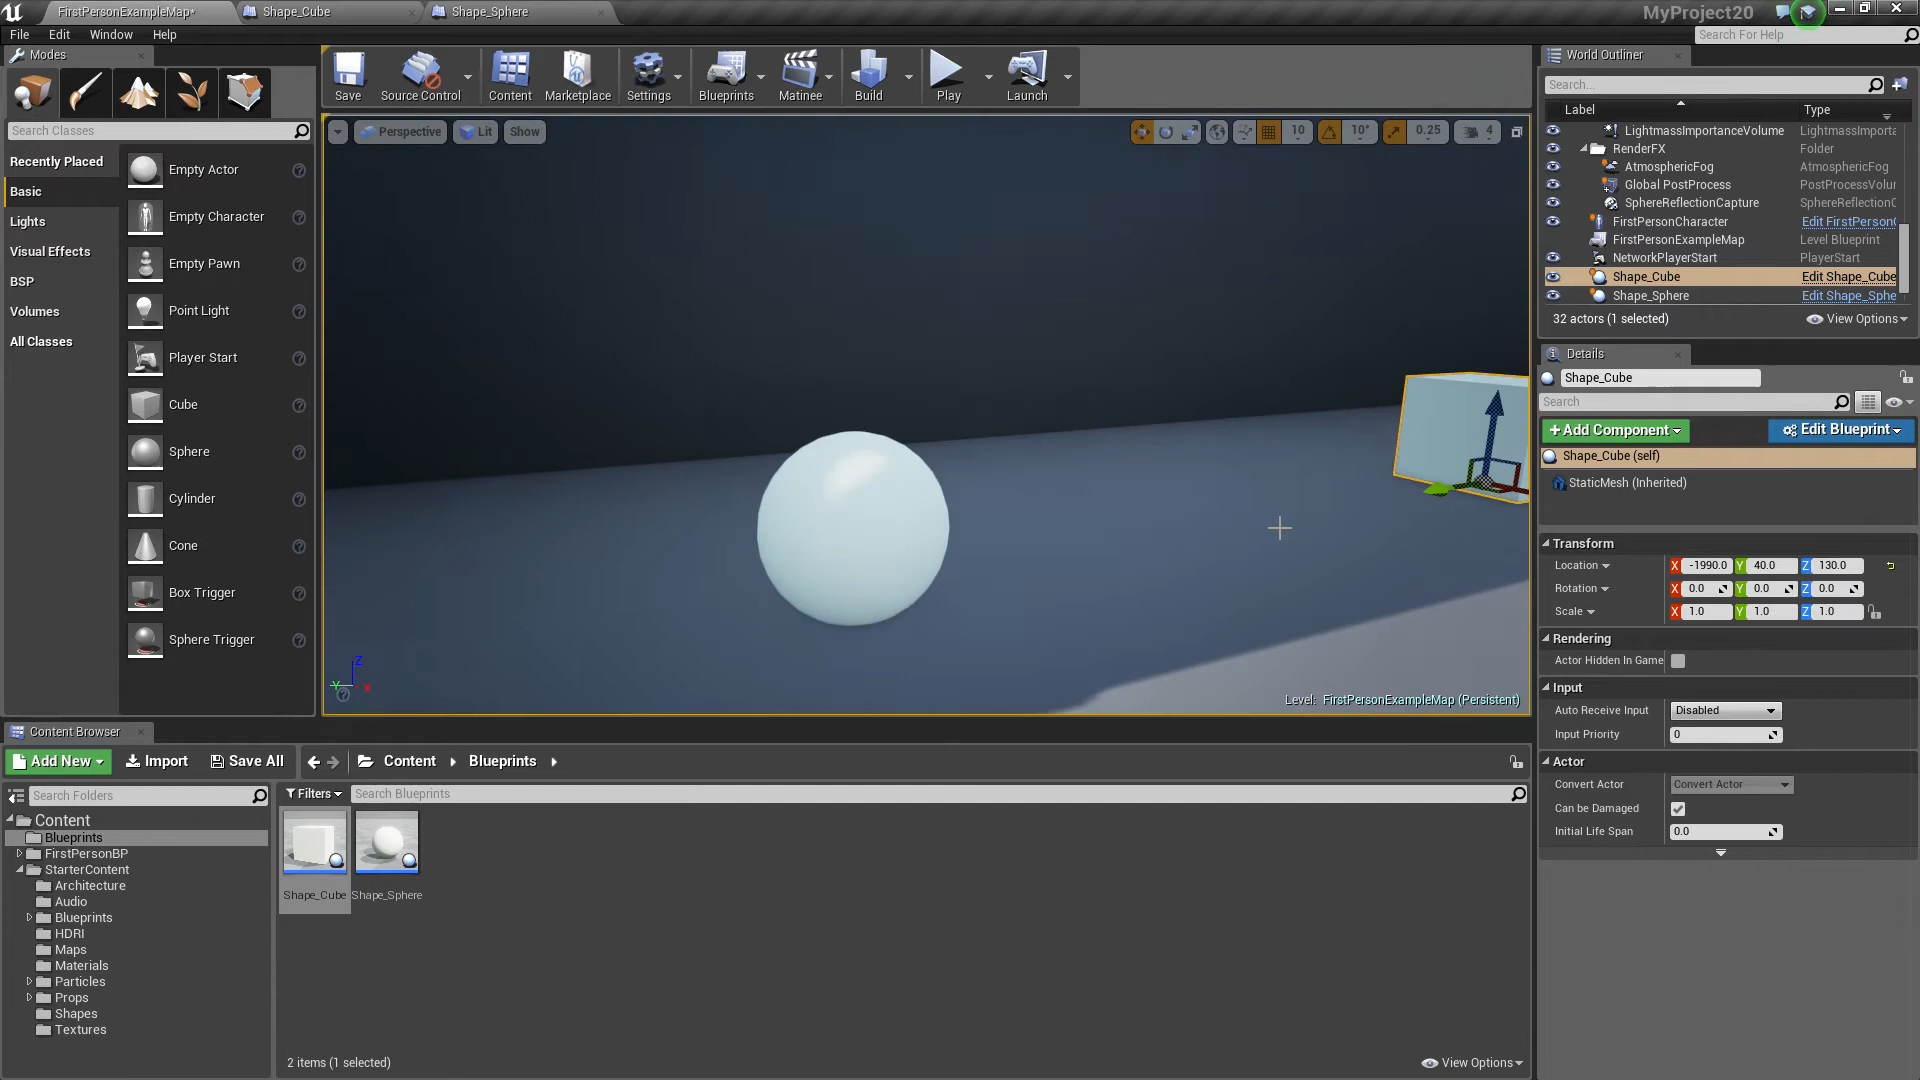 FirstPersonExampleMap*
Shape_Cube
Shape_Sphere
MyProject20
File Edit Window Help
Search For Help
Modes
Search Classes
Recently Placed
Basic
Lights
Visual Effects
BSP
Volumes
All Classes
Empty Actor
Empty Character
Empty Pawn
Point Light
Player Start
Cube
Sphere
Cylinder
Cone
Box Trigger
Sphere Trigger
Save
Source Control
Content
Marketplace
Settings
Blueprints
Matinee
Build
Play
Launch
Perspective Lit Show
10 10° 0.25 4
Z
Y X
Level: FirstPersonExampleMap (Persistent)
World Outliner
Search...
Label Type
LightmassImportanceVolume LightmassImporta
RenderFX Folder
AtmosphericFog AtmosphericFog
Global PostProcess PostProcessVolur
SphereReflectionCapture SphereReflectionC
FirstPersonCharacter Edit FirstPerson
FirstPersonExampleMap Level Blueprint
NetworkPlayerStart PlayerStart
Shape_Cube Edit Shape_Cube
Shape_Sphere Edit Shape_Sphe
32 actors (1 selected) View Options
Details
Shape_Cube
Search
+Add Component Edit Blueprint
Shape_Cube (self)
StaticMesh (Inherited)
Transform
Location X -1990.0 Y 40.0 Z 130.0
Rotation X 0.0 Y 0.0 Z 0.0
Scale X 1.0 Y 1.0 Z 1.0
Rendering
Actor Hidden In Game
Input
Auto Receive Input Disabled
Input Priority 0
Actor
Convert Actor Convert Actor
Can be Damaged
Initial Life Span 0.0
Content Browser
Add New Import Save All Content Blueprints
Search Folders
Filters Search Blueprints
Content
Blueprints
FirstPersonBP
StarterContent
Architecture
Audio
Blueprints
HDRI
Maps
Materials
Particles
Props
Shapes
Textures
Shape_Cube Shape_Sphere
2 items (1 selected) View Options